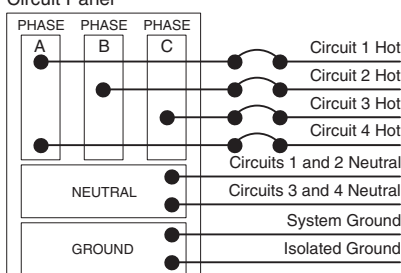 Circuit Panel
PHASE PHASE PHASE
A B C
Circuit 1 Hot
Circuit 2 Hot
Circuit 3 Hot
Circuit 4 Hot
Circuits 1 and 2 Neutral
NEUTRAL
Circuits 3 and 4 Neutral
System Ground
GROUND
Isolated Ground